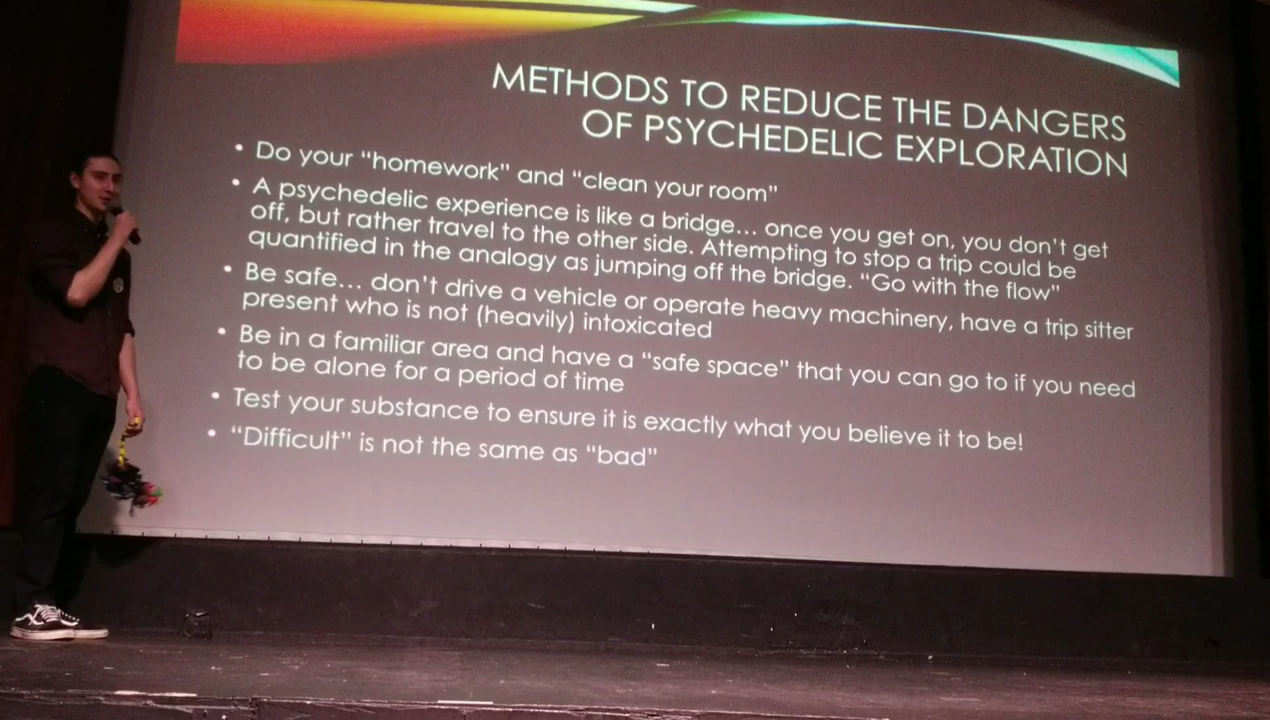 METHODS TO REDUCE THE DANGERS
OF PSYCHEDELIC EXPLORATION
• Do your “homework” and “clean your room”
• A psychedelic experience is like a bridge… once you get on, you don’t get
off, but rather travel to the other side. Attempting to stop a trip could be
quantified in the analogy as jumping off the bridge. “Go with the flow”
• Be safe… don’t drive a vehicle or operate heavy machinery, have a trip sitter
present who is not (heavily) intoxicated
• Be in a familiar area and have a “safe space” that you can go to if you need
to be alone for a period of time
• Test your substance to ensure it is exactly what you believe it to be!
• “Difficult” is not the same as “bad”